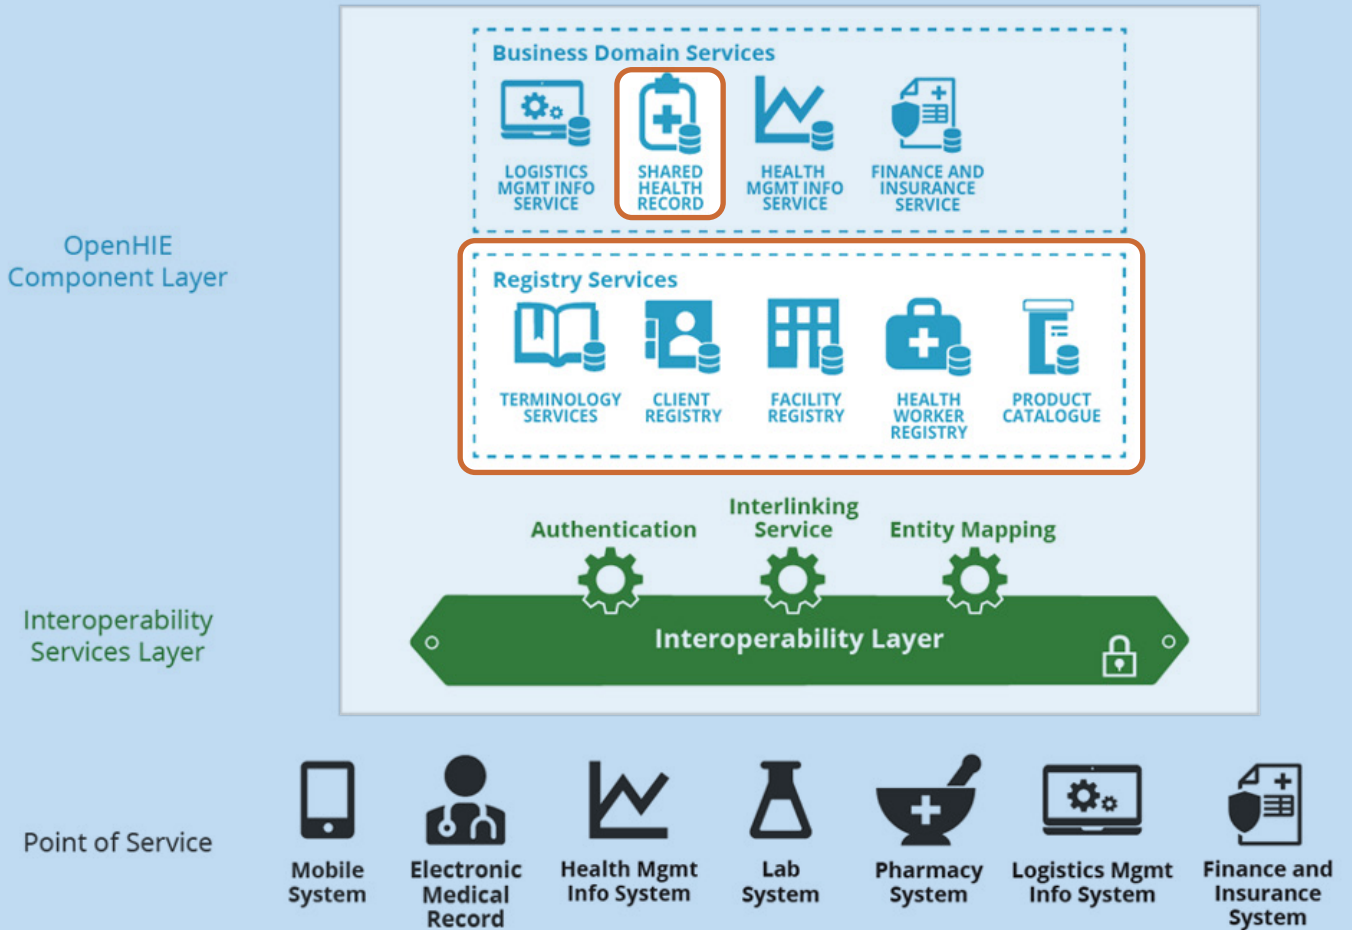 Business Domain Services
LOGISTICS
MGMT INFO
SERVICE
SHARED
HEALTH
RECORD
HEALTH
MGMT INFO
SERVICE
FINANCE AND
INSURANCE
SERVICE
OpenHIE
Component Layer
Registry Services
TERMINOLOGY
SERVICES
CLIENT
REGISTRY
FACILITY
REGISTRY
HEALTH
WORKER
REGISTRY
PRODUCT
CATALOGUE
Authentication
Interlinking
Service
Entity Mapping
Interoperability
Services Layer
Interoperability Layer
Point of Service
Mobile
System
Electronic
Medical
Record
Health Mgmt
Info System
Lab
System
Pharmacy
System
Logistics Mgmt
Info System
Finance and
Insurance
System